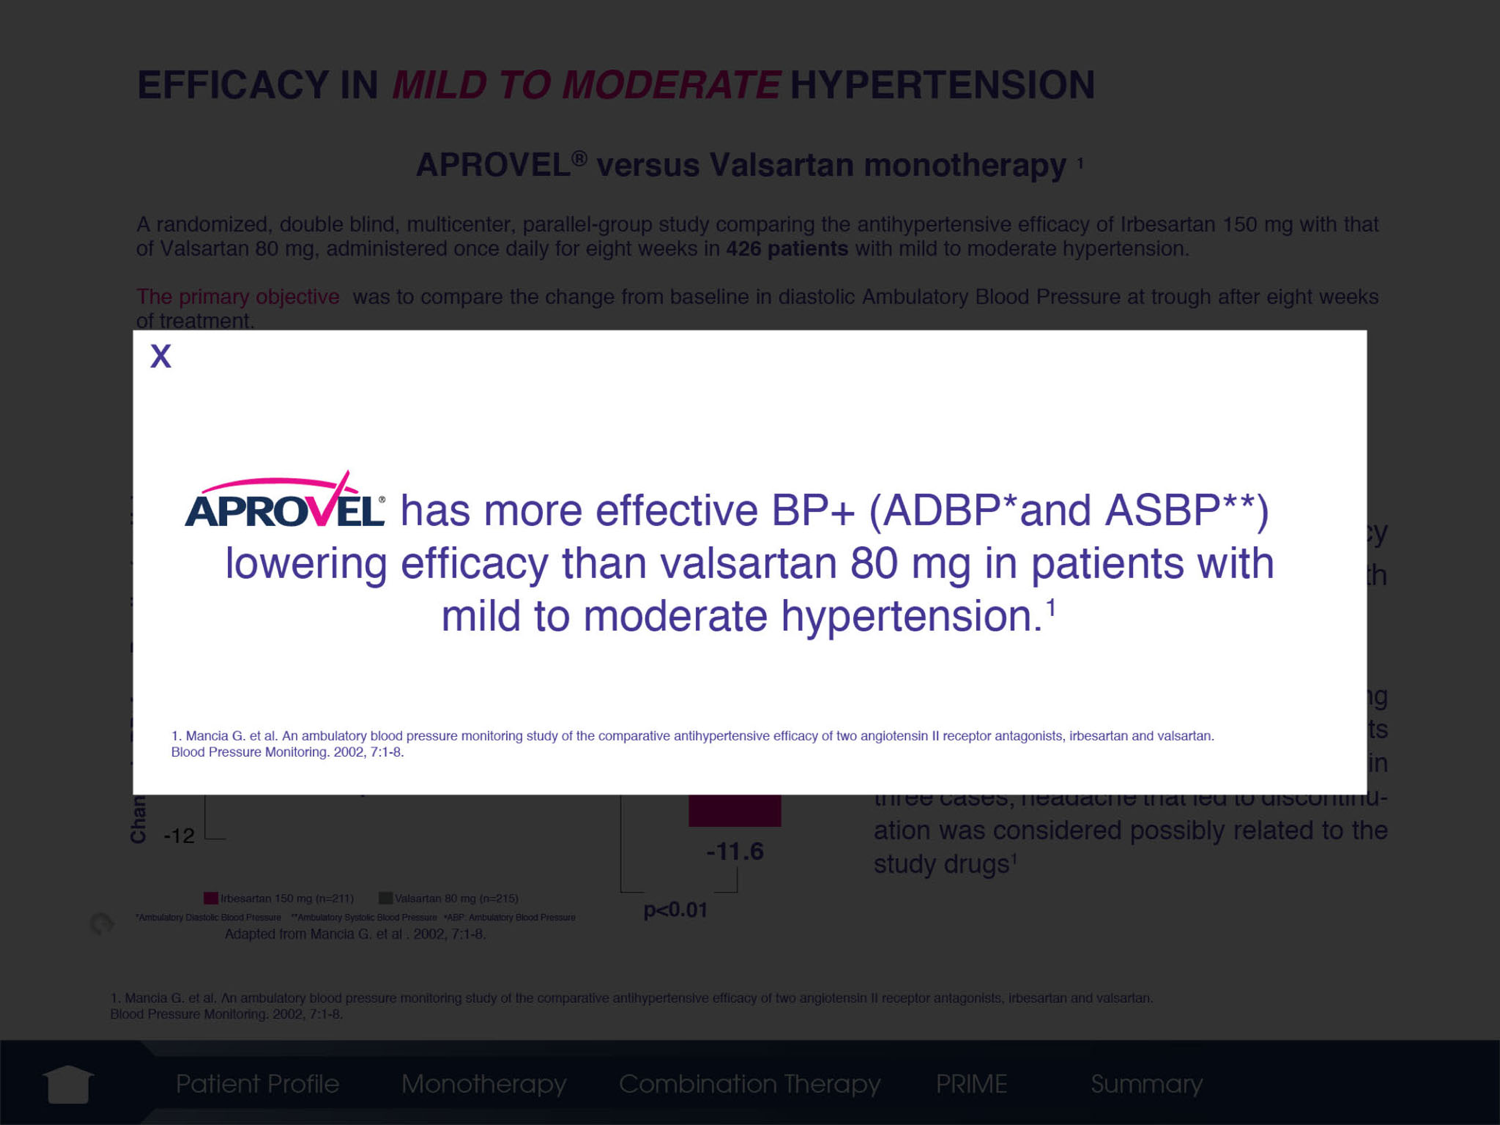 EFFICACY IN MILD TO MODERATE HYPERTENSION
APROVEL® versus Valsartan monotherapy 1
A randomized, double blind, multicenter, parallel-group study comparing the antihypertensive efficacy of Irbesartan 150 mg with that
of Valsartan 80 mg, administered once daily for eight weeks in 426 patients with mild to moderate hypertension.
The primary objective was to compare the change from baseline in diastolic Ambulatory Blood Pressure at trough after eight weeks
of treatment.
X
APROVEL® has more effective BP+ (ADBP*and ASBP**)
lowering efficacy than valsartan 80 mg in patients with
mild to moderate hypertension.1
1. Mancia G. et al. An ambulatory blood pressure monitoring study of the comparative antihypertensive efficacy of two angiotensin II receptor antagonists, irbesartan and valsartan.
Blood Pressure Monitoring. 2002, 7:1-8.
in
three cases, headache that led to discontinu-
ation was considered possibly related to the
study drugs1
-12
-11.6
p<0.01
Irbesartan 150 mg (n=211) Valsartan 80 mg (n=215)
*Ambulatory Diastolic Blood Pressure **Ambulatory Systolic Blood Pressure +ABP: Ambulatory Blood Pressure
Adapted from Mancia G. et al . 2002, 7:1-8.
1. Mancia G. et al. An ambulatory blood pressure monitoring study of the comparative antihypertensive efficacy of two angiotensin II receptor antagonists, irbesartan and valsartan.
Blood Pressure Monitoring. 2002, 7:1-8.
Patient Profile Monotherapy Combination Therapy PRIME Summary